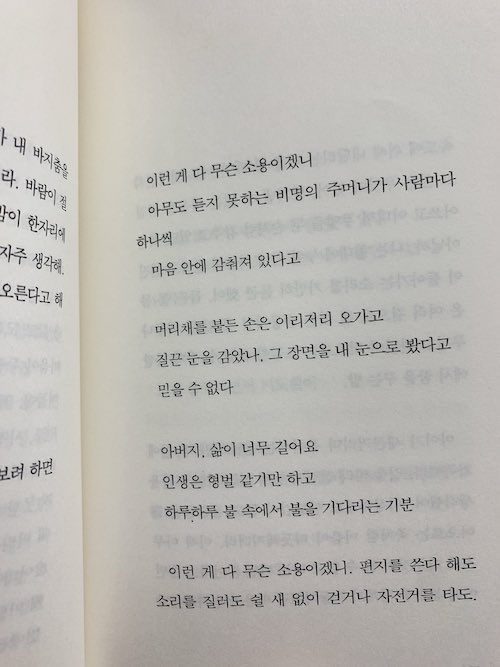 가 내 바지춤을
라. 바람이 절
밤이 한자리에
자주 생각해.
오른다고 해
보려 하면
이런 게 다 무슨 소용이겠니
아무도 듣지 못하는 비명의 주머니가 사람마다
하나씩
마음 안에 감춰져 있다고
머리채를 붙든 손은 이리저리 오가고
질끈 눈을 감았나. 그 장면을 내 눈으로 봤다고
믿을 수 없다
아버지, 삶이 너무 길어요
인생은 형벌 같기만 하고
하루하루 불 속에서 불을 기다리는 기분
이런 게 다 무슨 소용이겠니. 편지를 쓴다 해도
소리를 질러도 쉴 새 없이 걷거나 자전거를 타도.